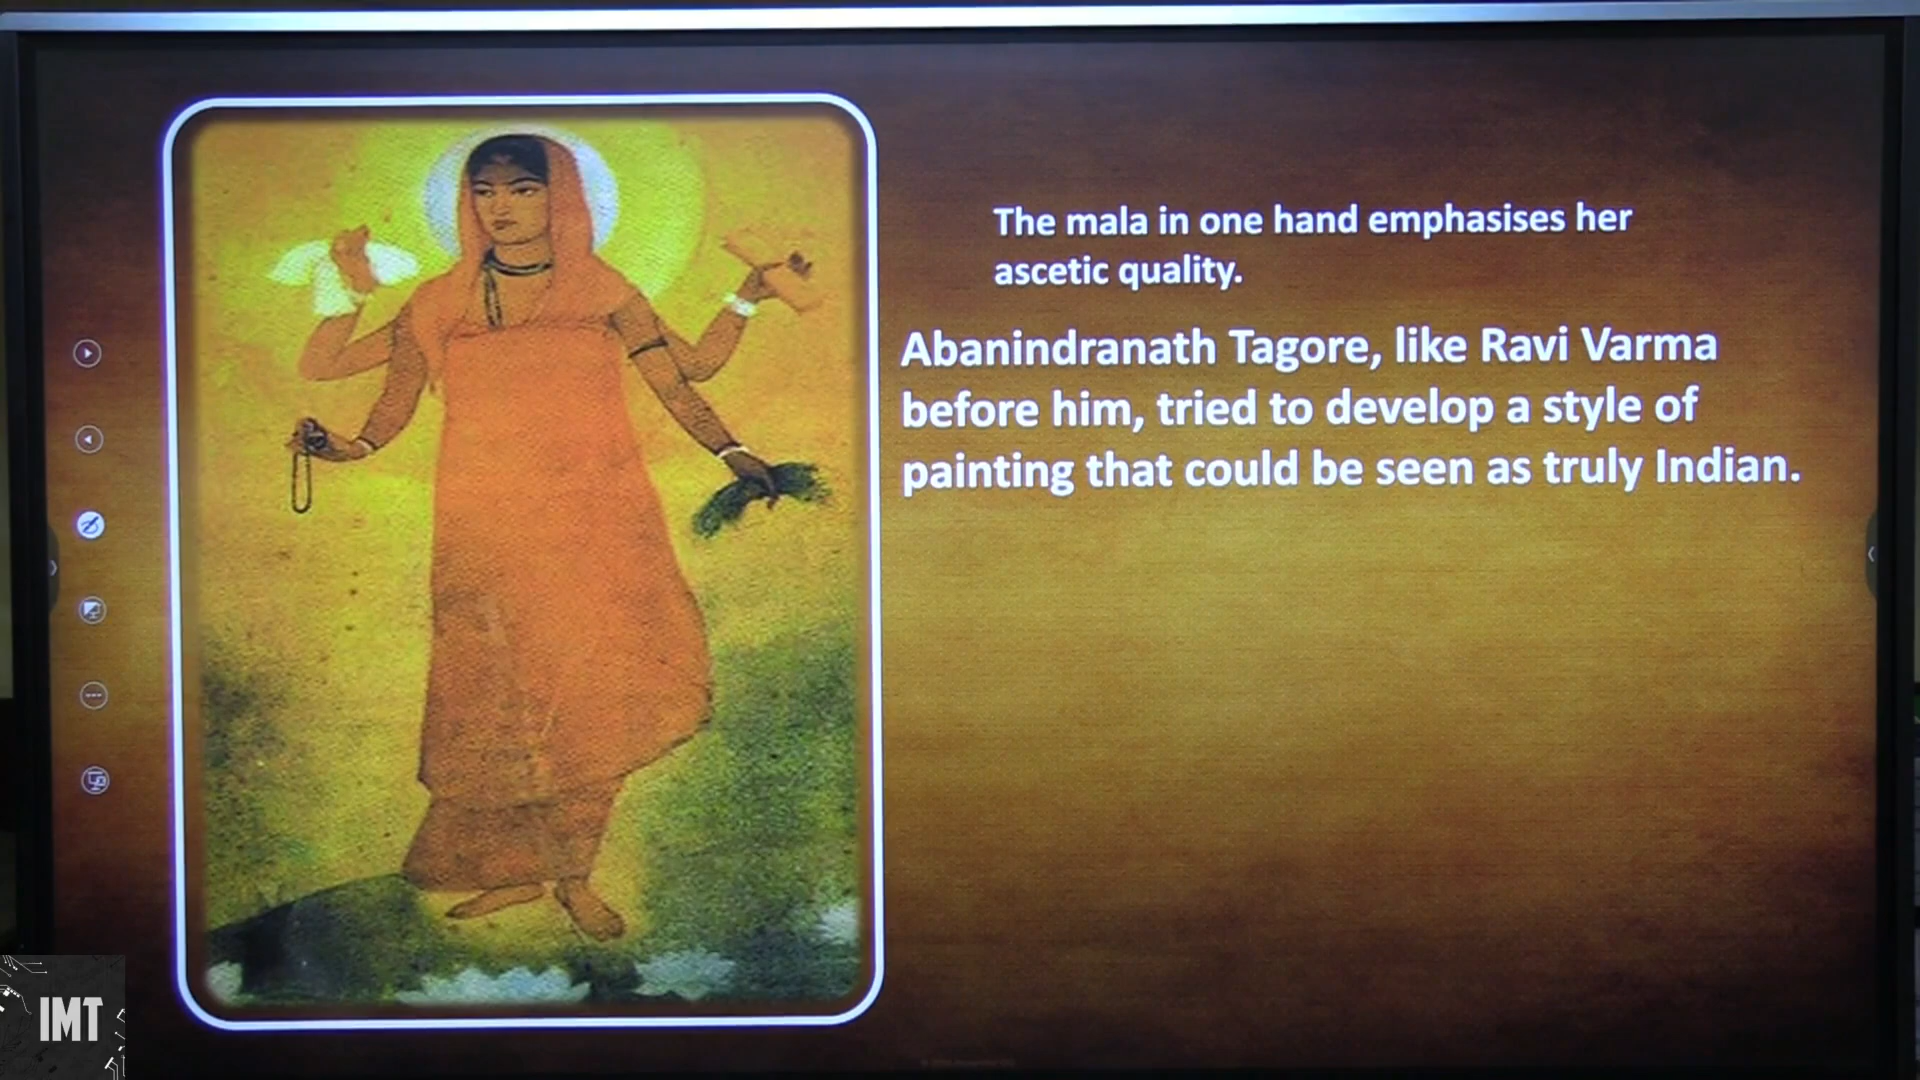 The mala in one hand emphasises her
ascetic quality.
Abanindranath Tagore, like Ravi Varma
before him, tried to develop a style of
painting that could be seen as truly Indian.
IMT